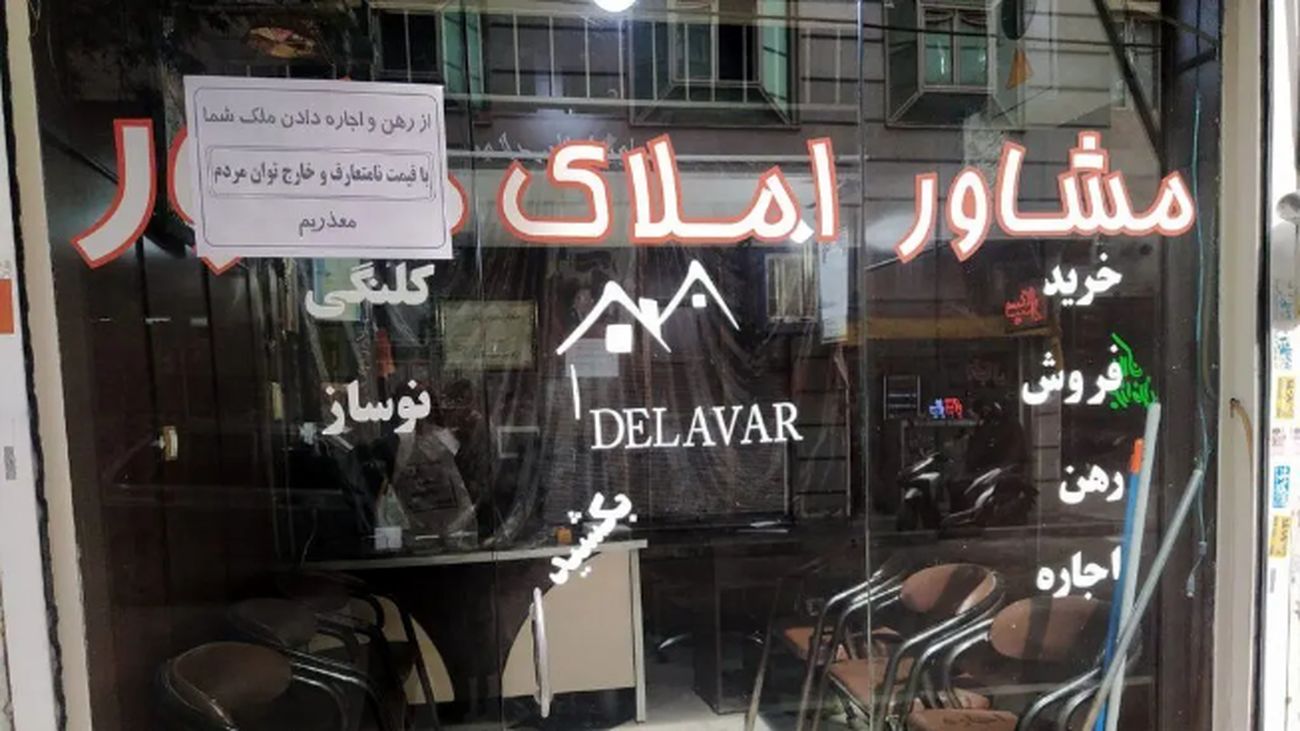 مشاور املاک
از رهن و اجاره دادن ملک شما
با قیمت نامتعارف و خارج توان مردم
معذریم
خرید
فروش
رهن
اجاره
کلنگی
نوساز
DELAVAR
بکشید